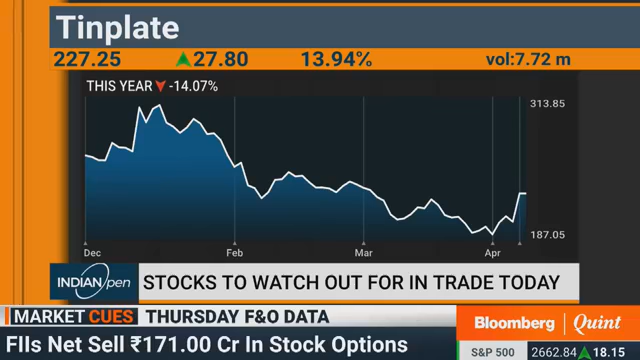 Tinplate
227.25 27.80 13.94% vol:7.72 m
THIS YEAR -14.07%
313.85
187.05
Dec Feb Mar Apr
INDIAN open STOCKS TO WATCH OUT FOR IN TRADE TODAY
MARKET CUES THURSDAY F&O DATA
Bloomberg Quint
FIIs Net Sell ₹171.00 Cr In Stock Options
S&P 500 2662.84 18.15